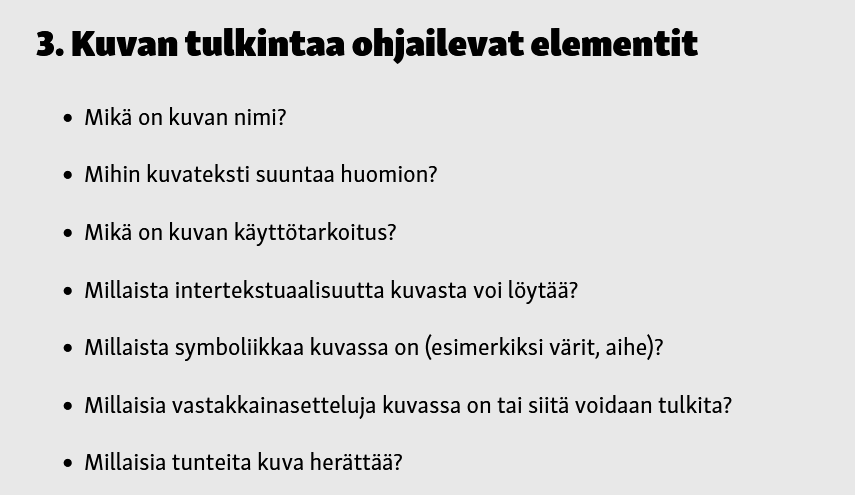 3. Kuvan tulkintaa ohjailevat elementit
• Mikä on kuvan nimi?
• Mihin kuvateksti suuntaa huomion?
• Mikä on kuvan käyttötarkoitus?
• Millaista intertekstuaalisuutta kuvasta voi löytää?
• Millaista symboliikkaa kuvassa on (esimerkiksi värit, aihe)?
• Millaisia vastakkainasetteluja kuvassa on tai siitä voidaan tulkita?
• Millaisia tunteita kuva herättää?